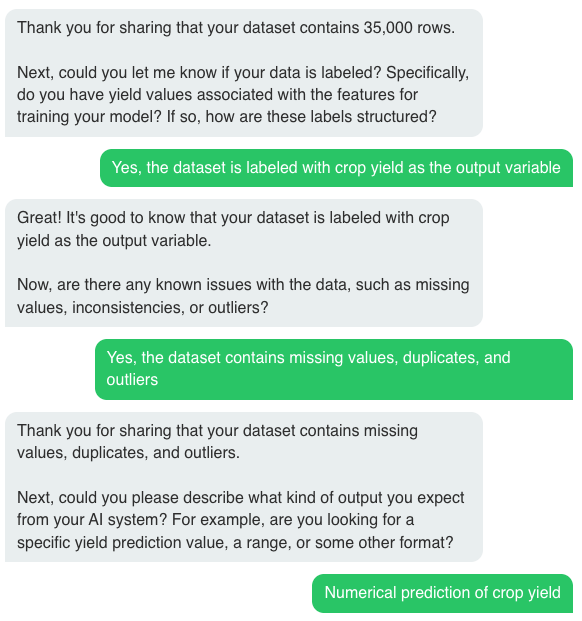 Thank you for sharing that your dataset contains 35,000 rows.
Next, could you let me know if your data is labeled? Specifically,
do you have yield values associated with the features for
training your model? If so, how are these labels structured?
Yes, the dataset is labeled with crop yield as the output variable
Great! It's good to know that your dataset is labeled with crop
yield as the output variable.
Now, are there any known issues with the data, such as missing
values, inconsistencies, or outliers?
Yes, the dataset contains missing values, duplicates, and
outliers
Thank you for sharing that your dataset contains missing
values, duplicates, and outliers.
Next, could you please describe what kind of output you expect
from your AI system? For example, are you looking for a
specific yield prediction value, a range, or some other format?
Numerical prediction of crop yield